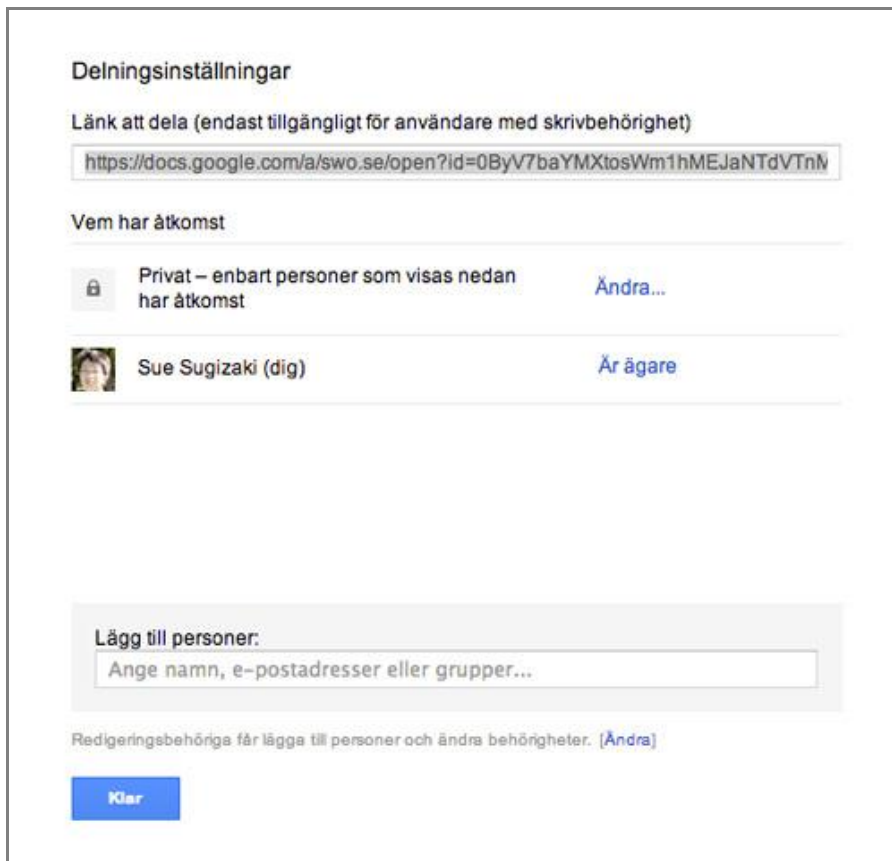 Delningsinställningar
Länk att dela (endast tillgängligt för användare med skrivbehörighet)
https://docs.google.com/a/swo.se/open?id=0ByV7baYMXtosWm1hMEJaNTdVTnM
Vem har åtkomst
Privat – enbart personer som visas nedan
har åtkomst
Ändra...
Sue Sugizaki (dig)
Är ägare
Lägg till personer:
Ange namn, e-postadresser eller grupper...
Redigeringsbehöriga får lägga till personer och ändra behörigheter. [Ändra]
Klar